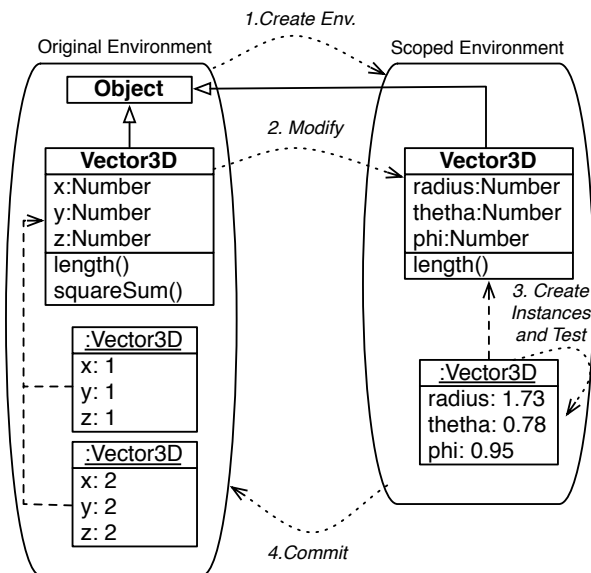 1.Create Env.
Original Environment
Scoped Environment
Object
2. Modify
Vector3D
x:Number
y:Number
z:Number
length()
squareSum()
Vector3D
radius:Number
thetha:Number
phi:Number
length()
3. Create
Instances
and Test
:Vector3D
x: 1
y: 1
z: 1
:Vector3D
radius: 1.73
thetha: 0.78
phi: 0.95
:Vector3D
x: 2
y: 2
z: 2
4.Commit